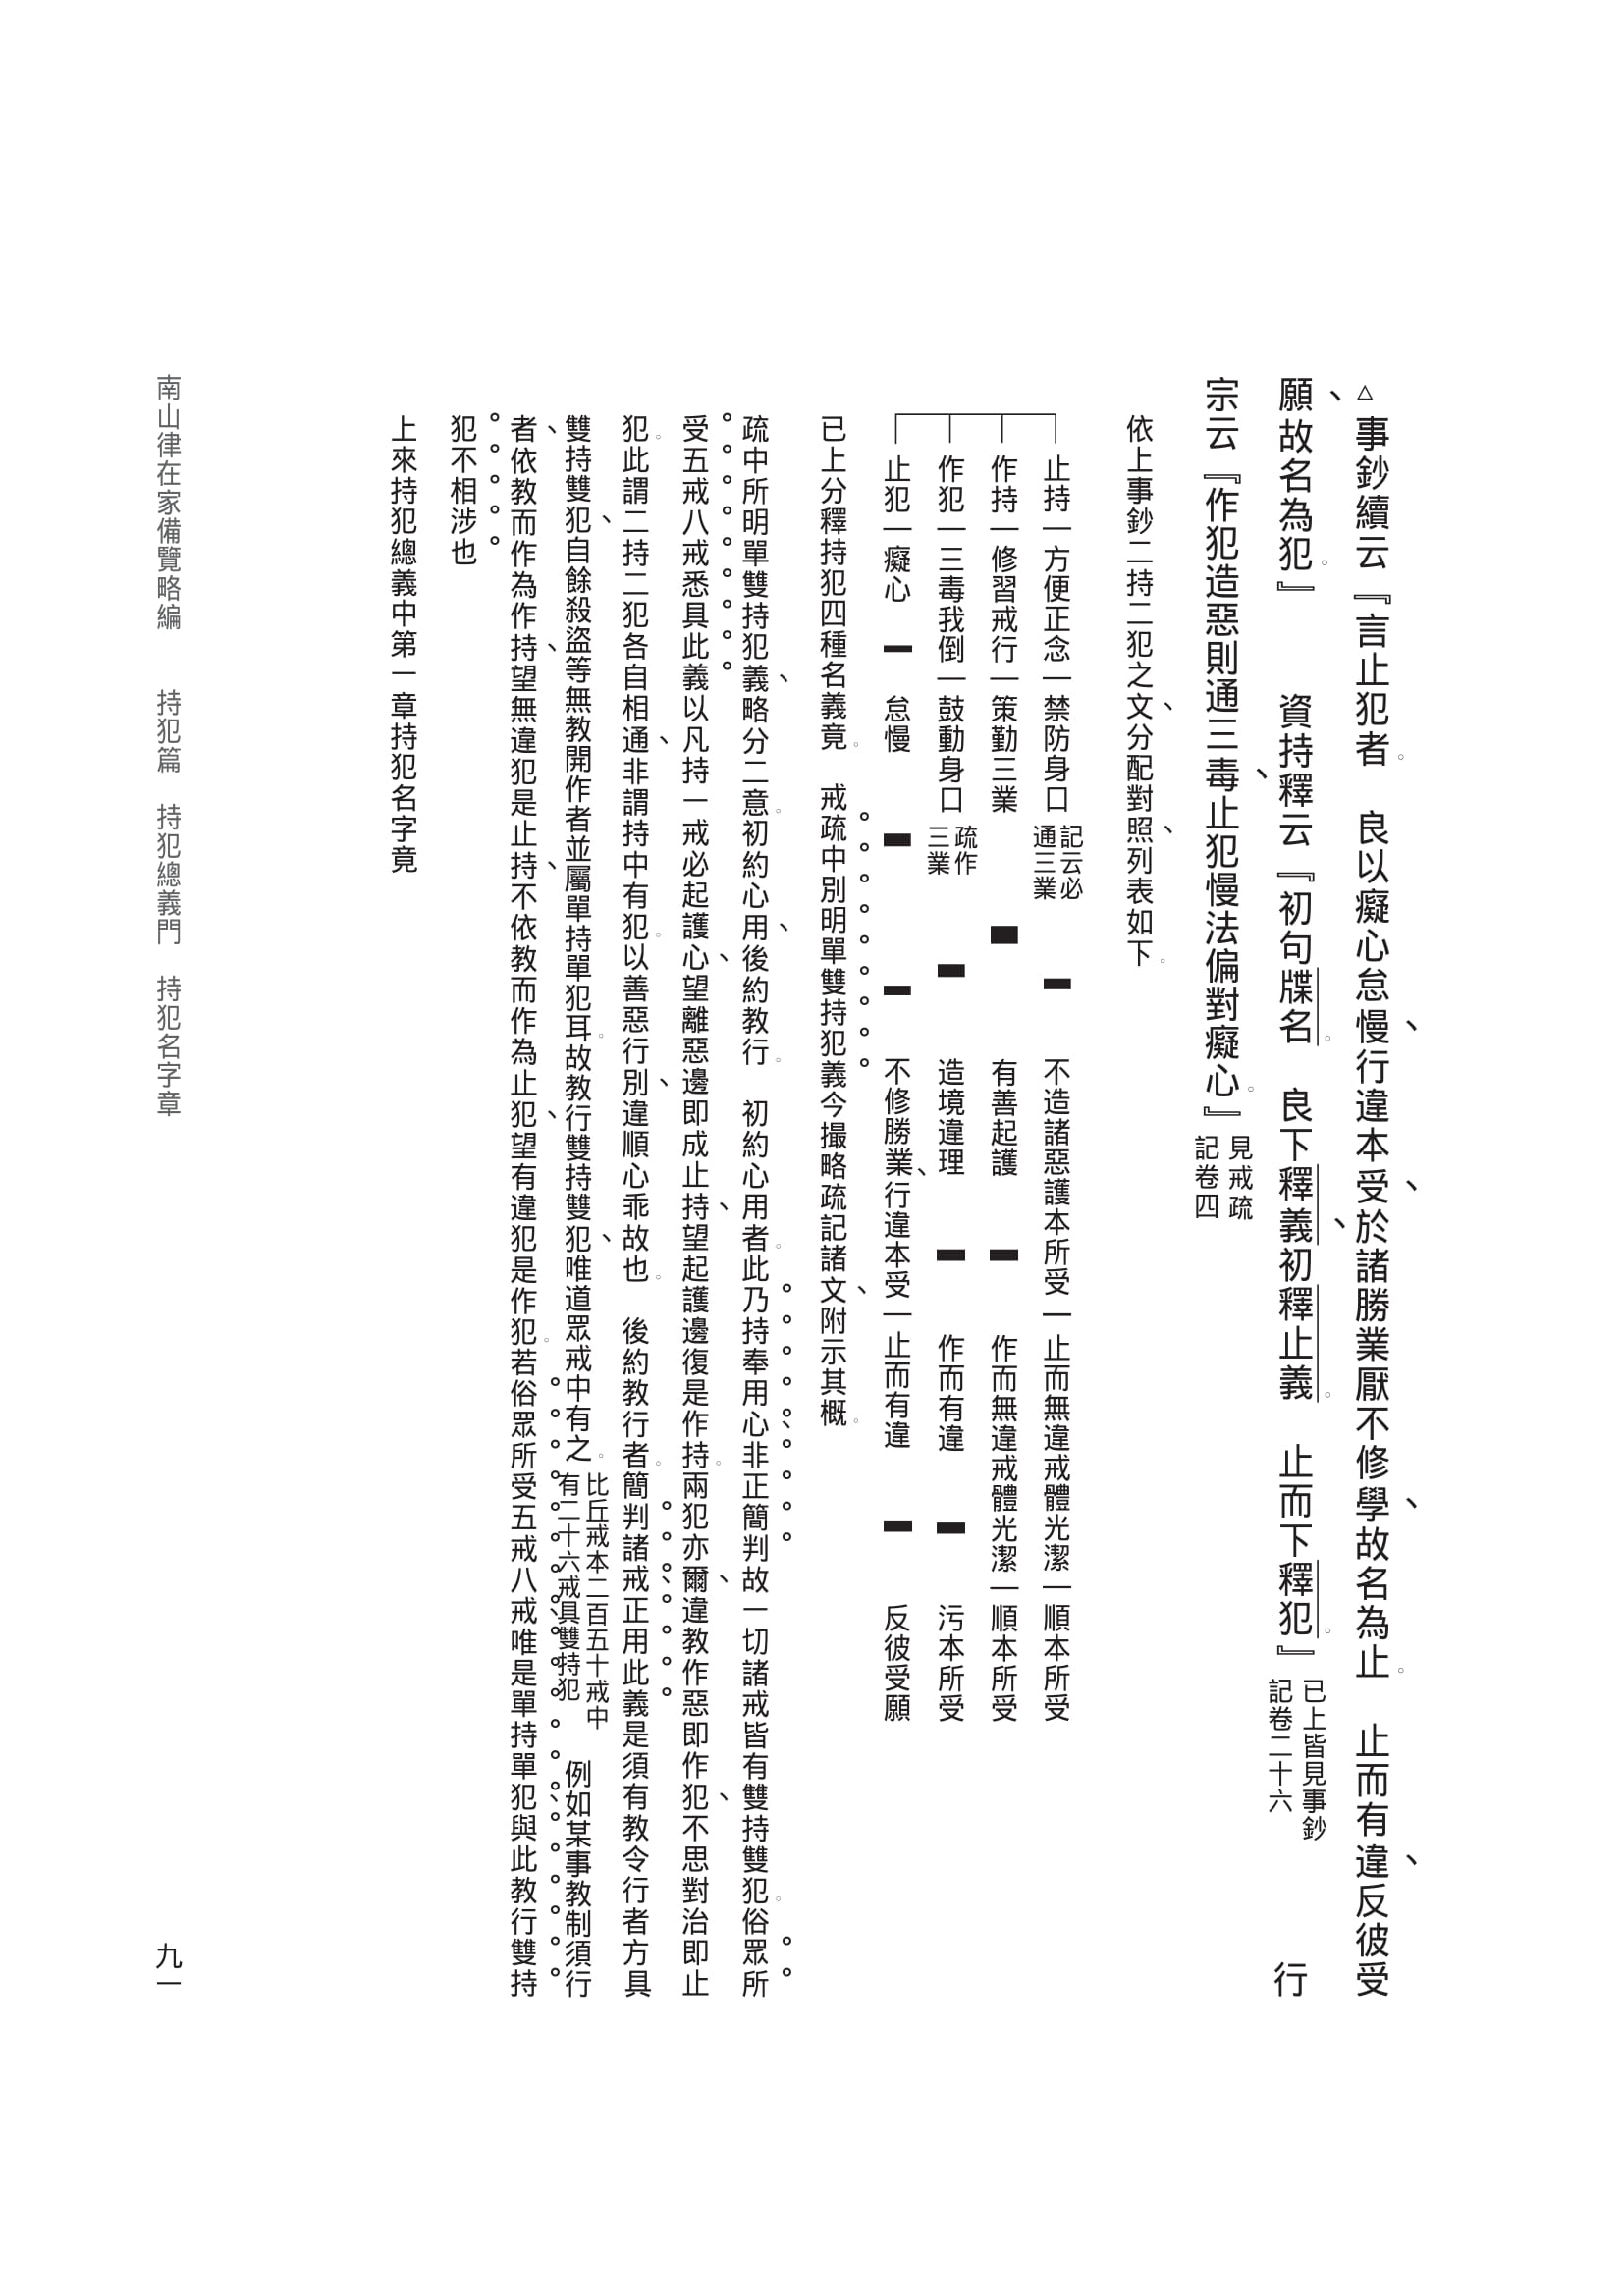 △事鈔續云『言止犯者。　良以癡心怠慢、行違本受、於諸勝業厭不修學、故名為止。　止而有違、反彼受
願、故名為犯。』　資持釋云『初句牒名。　良下釋義、初釋止義。　止而下釋犯。』已上皆見事鈔記卷二十六　行
宗云『作犯造惡則通三毒、止犯慢法偏對癡心。』見戒疏記卷四
依上事鈔二持二犯之文、分配對照、列表如下。
止持—方便正念—禁防身口 記云必通三業 — 不造諸惡護本所受—止而無違戒體光潔—順本所受
作持—修習戒行—策勤三業 — 有善起護 — 作而無違戒體光潔—順本所受
作犯—三毒我倒—鼓動身口 疏作三業 — 造境違理 — 作而有違 — 污本所受
止犯—癡心 — 怠慢 — — 不修勝業、行違本受—止而有違 — 反彼受願
已上分釋持犯四種名義竟。　戒疏中別明單雙持犯義今撮略疏記諸文、附示其概。
疏中所明單雙持犯義、略分二意。初約心用、後約教行。　初約心用者。此乃持奉用心、非正簡判故一切諸戒皆有雙持雙犯。俗眾所
受五戒八戒悉具此義以凡持一戒必起護心、望離惡邊即成止持、望起護邊復是作持。兩犯亦爾、違教作惡即作犯、不思對治即止
犯。此謂二持二犯各自相通、非謂持中有犯。以善惡行別、違順心乖故也。　後約教行者。簡判諸戒、正用此義是須有教令行者方具
雙持雙犯、自餘殺盜等無教開作者並屬單持單犯耳。故教行雙持雙犯、唯道眾戒中有之。比丘戒本二百五十戒中有二十六戒具雙持犯　例如某事教制須行
者、依教而作為作持、望無違犯是止持、不依教而作為止犯、望有違犯是作犯。若俗眾所受五戒八戒、唯是單持單犯、與此教行雙持
犯不相涉也
上來持犯總義中第一章持犯名字竟
南山律在家備覽略編　持犯篇　持犯總義門　持犯名字章
九一